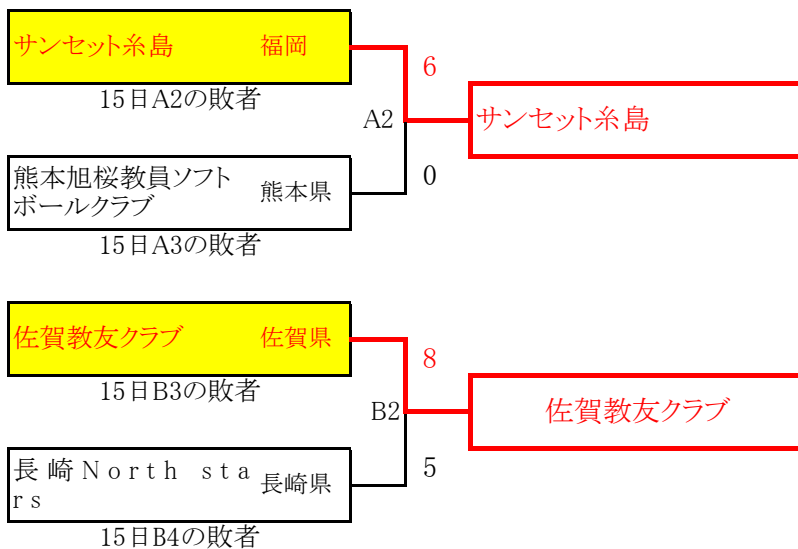 サンセット糸島 福岡
6
15日A2の敗者
A2
サンセット糸島
熊本旭桜教員ソフト
ボールクラブ
熊本県
0
15日A3の敗者
佐賀教友クラブ 佐賀県
8
15日B3の敗者
B2
佐賀教友クラブ
長崎North sta
rs
長崎県
5
15日B4の敗者